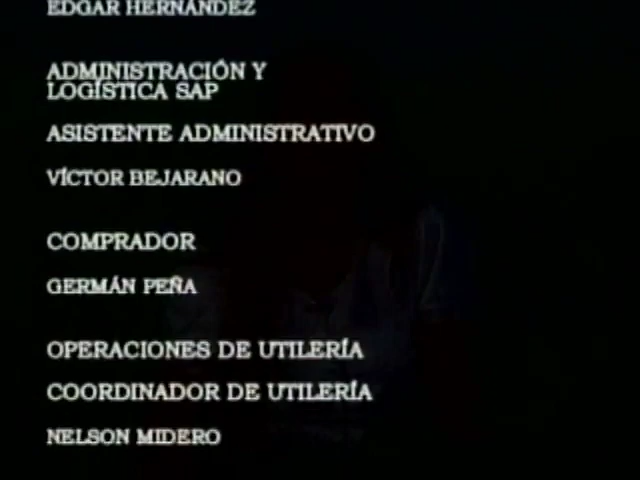 EDGAR HERNÁNDEZ
ADMINISTRACIÓN Y
LOGÍSTICA SAP
ASISTENTE ADMINISTRATIVO
VÍCTOR BEJARANO
COMPRADOR
GERMÁN PEÑA
OPERACIONES DE UTILERÍA
COORDINADOR DE UTILERÍA
NELSON MIDERO